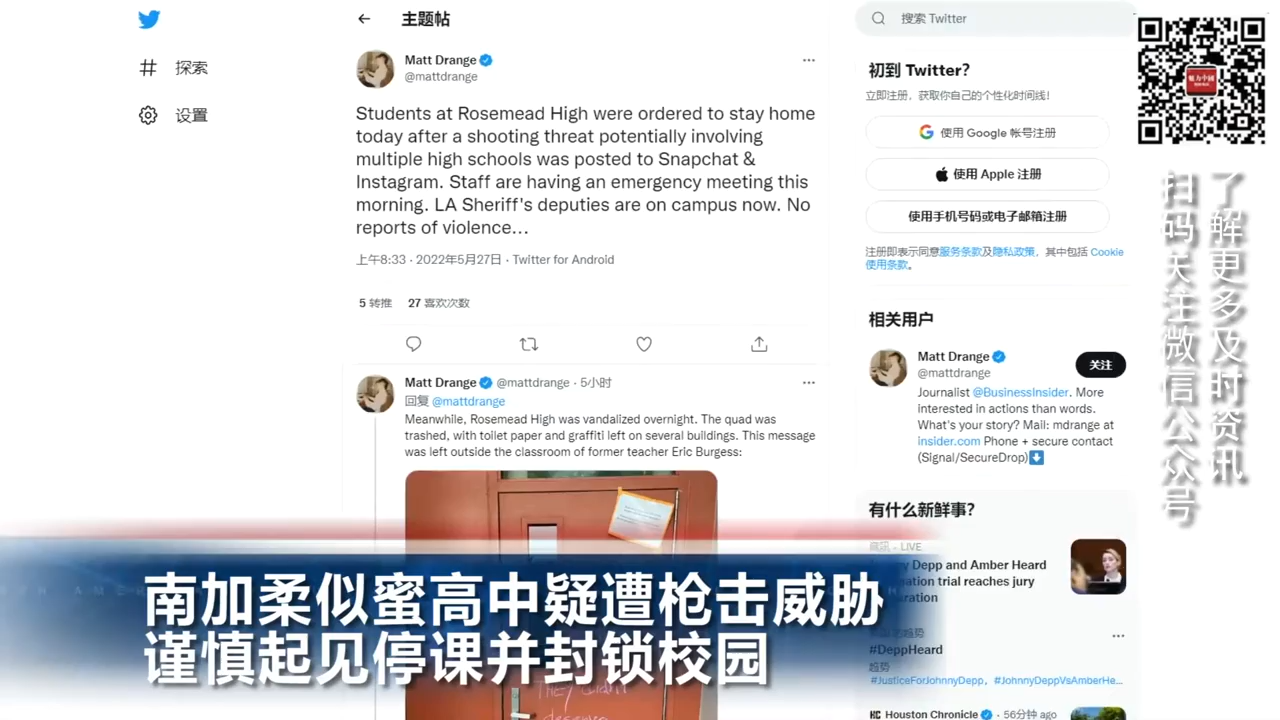 主题帖
搜索 Twitter
探索
设置
Matt Drange
@mattdrange
Students at Rosemead High were ordered to stay home
today after a shooting threat potentially involving
multiple high schools was posted to Snapchat &
Instagram. Staff are having an emergency meeting this
morning. LA Sheriff's deputies are on campus now. No
reports of violence…
上午8:33 · 2022年5月27日 · Twitter for Android
5 转推 27 喜欢次数
Matt Drange @mattdrange · 5小时
回复 @mattdrange
Meanwhile, Rosemead High was vandalized overnight. The quad was
trashed, with toilet paper and graffiti left on several buildings. This message
was left outside the classroom of former teacher Eric Burgess:
初到 Twitter?
立即注册，获取你自己的个性化时间线!
使用 Google 帐号注册
使用 Apple 注册
使用手机号码或电子邮箱注册
注册即表示同意服务条款及隐私政策，其中包括 Cookie
使用条款。
相关用户
Matt Drange
@mattdrange
关注
Journalist @BusinessInsider. More
interested in actions than words.
What's your story? Mail: mdrange at
insider.com Phone + secure contact
(Signal/SecureDrop)
有什么新鲜事?
LIVE
Depp and Amber Heard
trial reaches jury
#DeppHeard
趋势
#JusticeForJohnnyDepp, #JohnnyDeppVsAmberHe...
Houston Chronicle · 56分钟 ago
了解更多及时资讯
扫码关注微信公众号
南加柔似蜜高中疑遭枪击威胁
谨慎起见停课并封锁校园